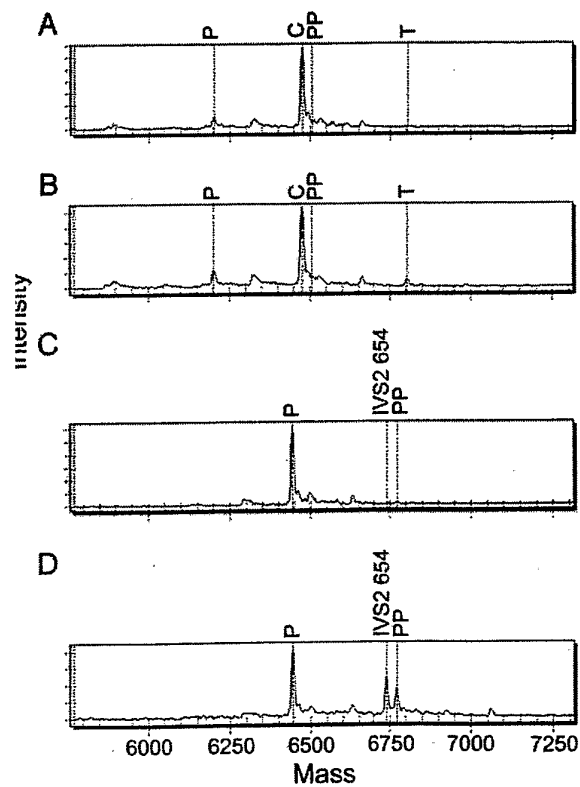 A
P
C
PP
T
B
P
C
PP
T
Intensity
C
P
IVS2 654
PP
D
P
IVS2 654
PP
6000 6250 6500 6750 7000 7250
Mass